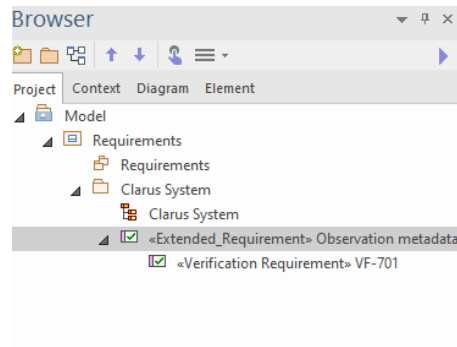 Browser
Project Context Diagram Element
Model
Requirements
Requirements
Clarus System
Clarus System
«Extended_Requirement» Observation metadata
«Verification Requirement» VF-701